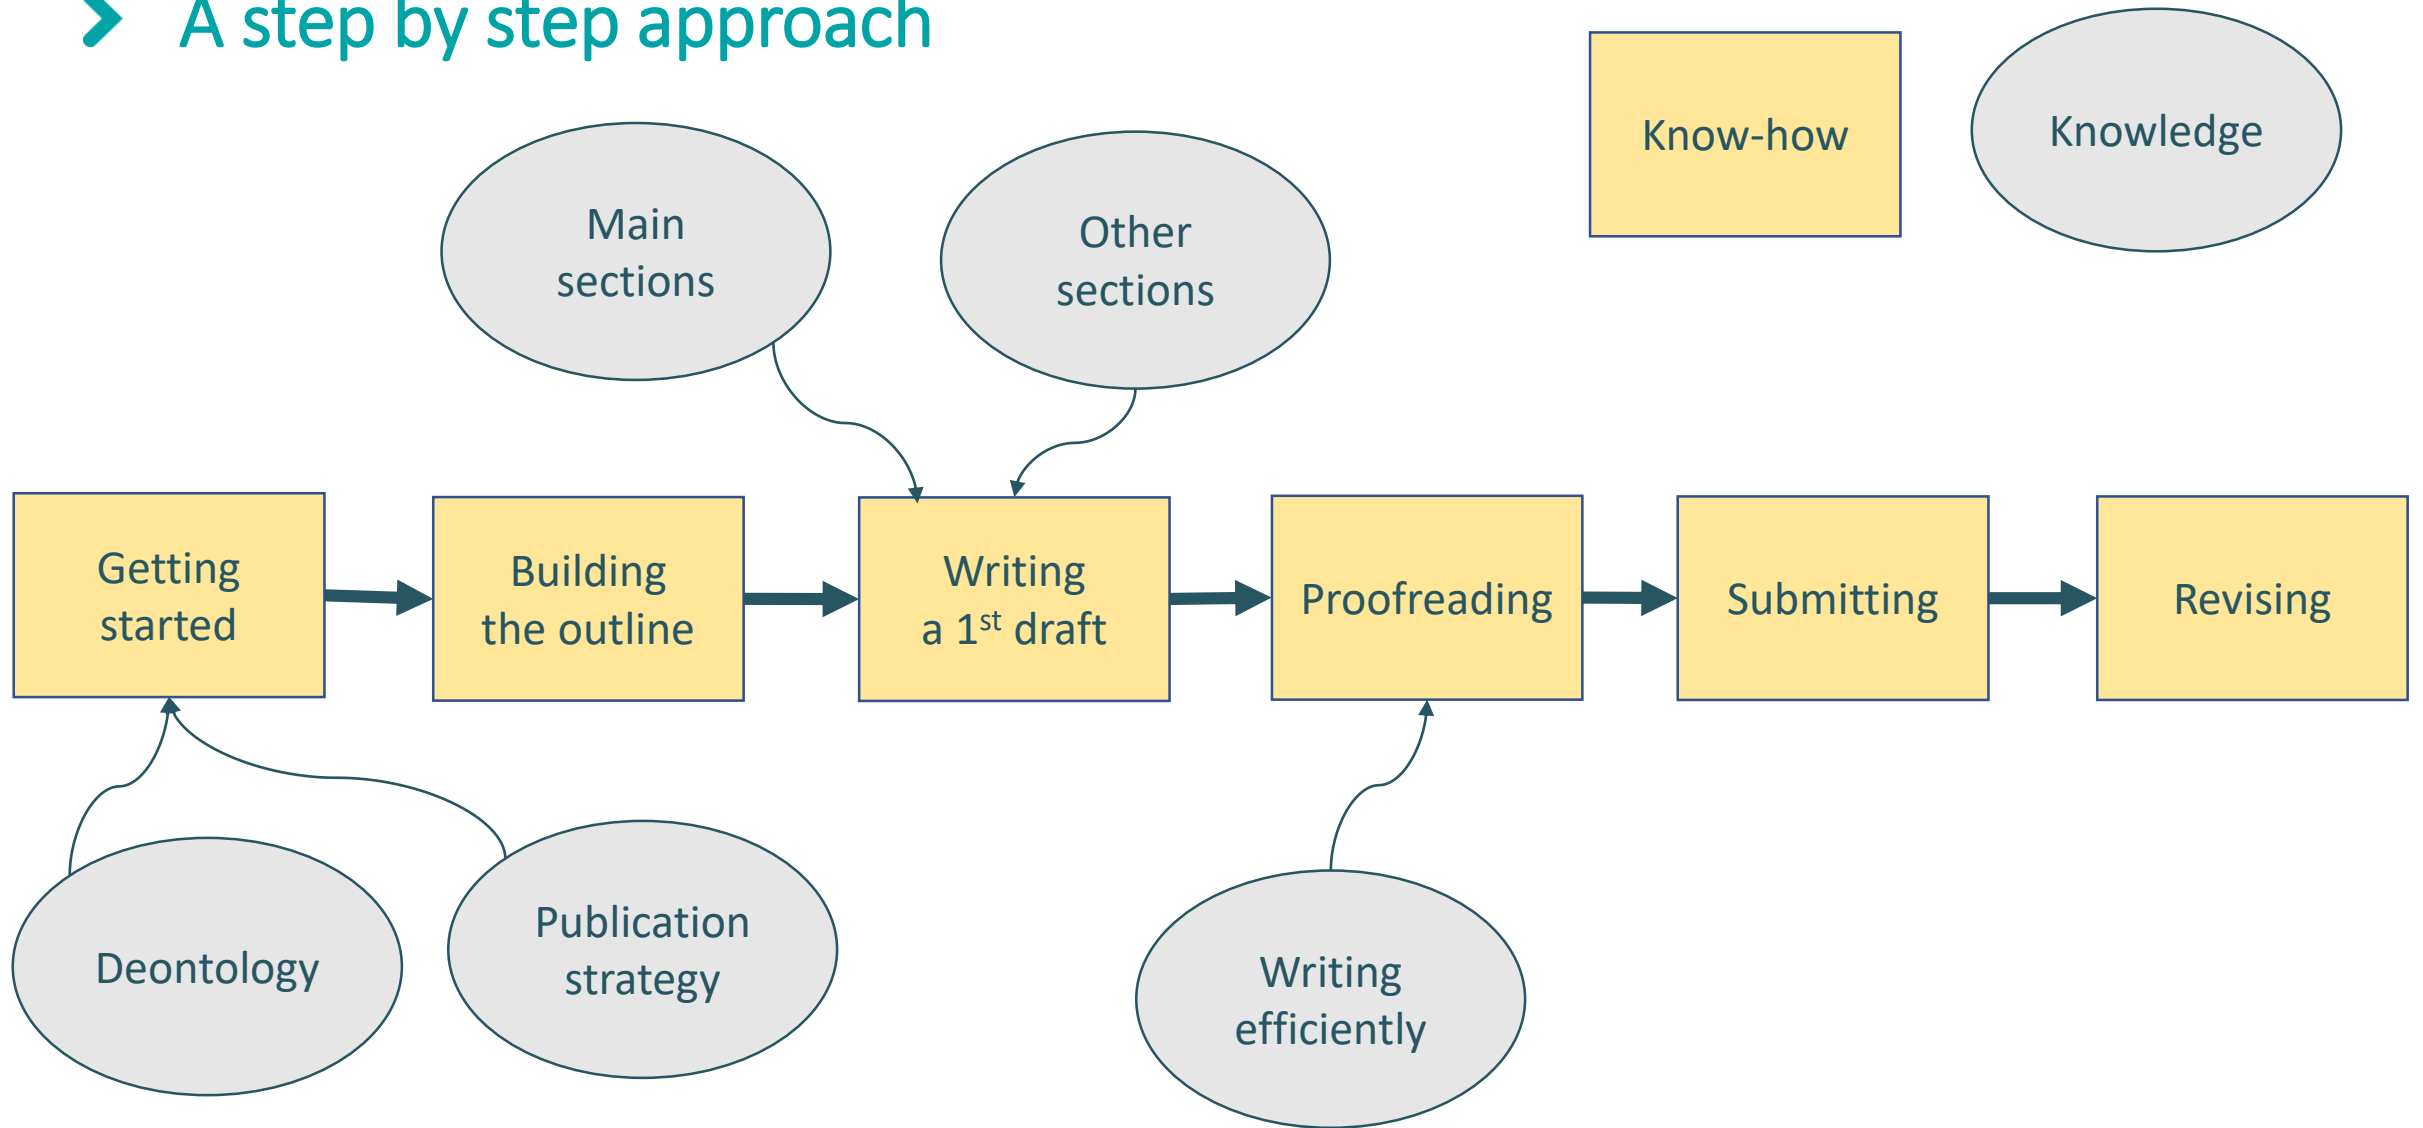 A step by step approach
Know-how
Knowledge
Main
sections
Other
sections
Getting
started
Building
the outline
Writing
a 1st draft
Proofreading
Submitting
Revising
Deontology
Publication
strategy
Writing
efficiently